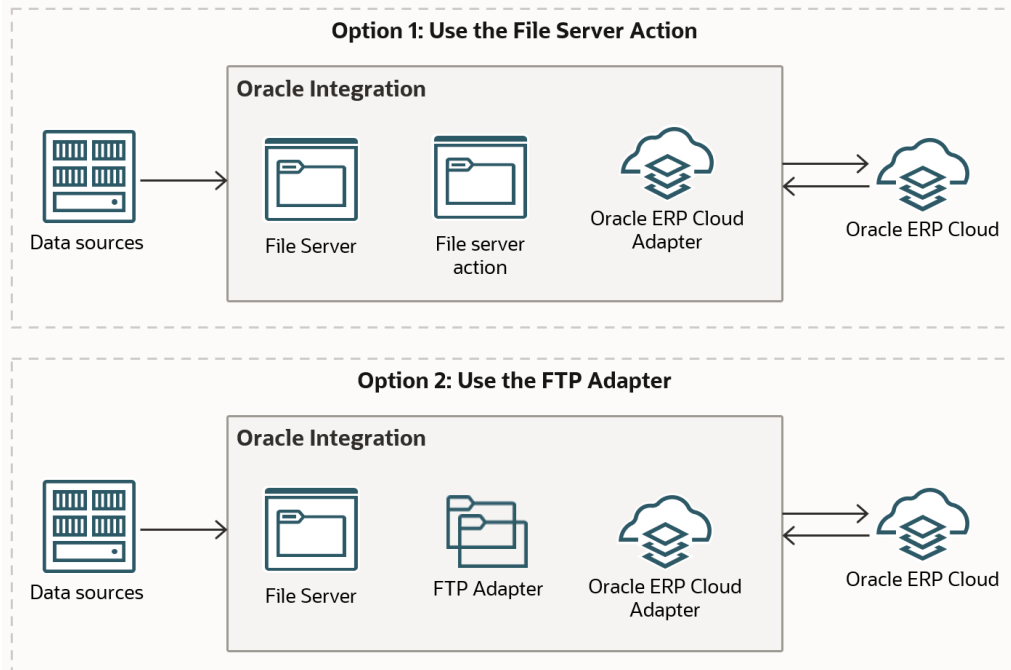 Option 1: Use the File Server Action
Oracle Integration
Data sources
File Server
File server
action
Oracle ERP Cloud
Adapter
Oracle ERP Cloud
Option 2: Use the FTP Adapter
Oracle Integration
Data sources
File Server
FTP Adapter
Oracle ERP Cloud
Adapter
Oracle ERP Cloud